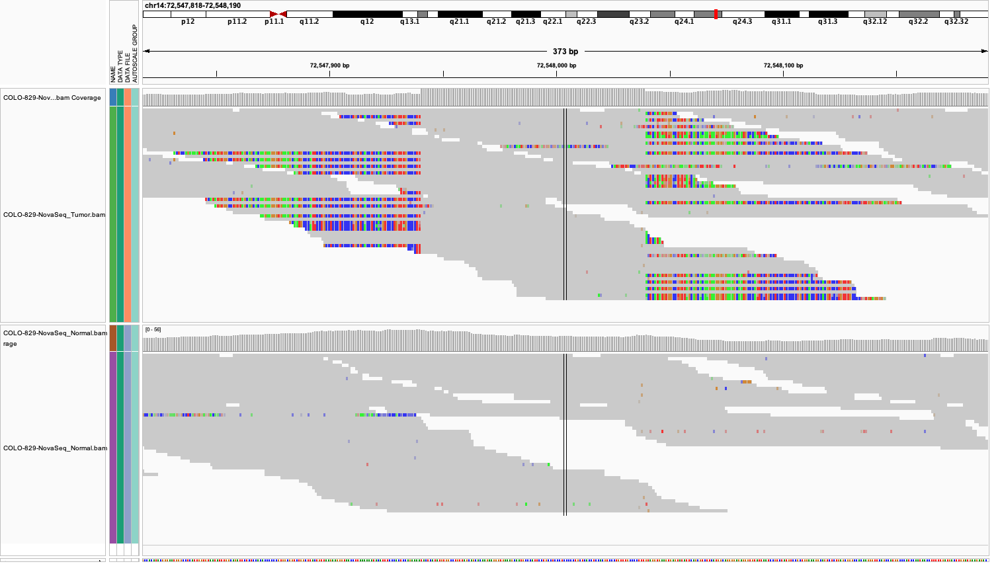 chr14:72,547,818-72,548,190
p12 p11.2 p11.1 q11.2 q12 q13.1 q21.1 q21.2 q21.3 q22.1 q22.3 q23.2 q24.1 q24.3 q31.1 q31.3 q32.12 q32.2 q32.32
373 bp
72,547,900 bp 72,548,000 bp 72,548,100 bp
NAME
DATA TYPE
DATA FILE
AUTOSCALE GROUP
COLO-829-Nov...bam Coverage
COLO-829-NovaSeq_Tumor.bam
COLO-829-NovaSeq_Normal.bam
rage
[0 - 56]
COLO-829-NovaSeq_Normal.bam